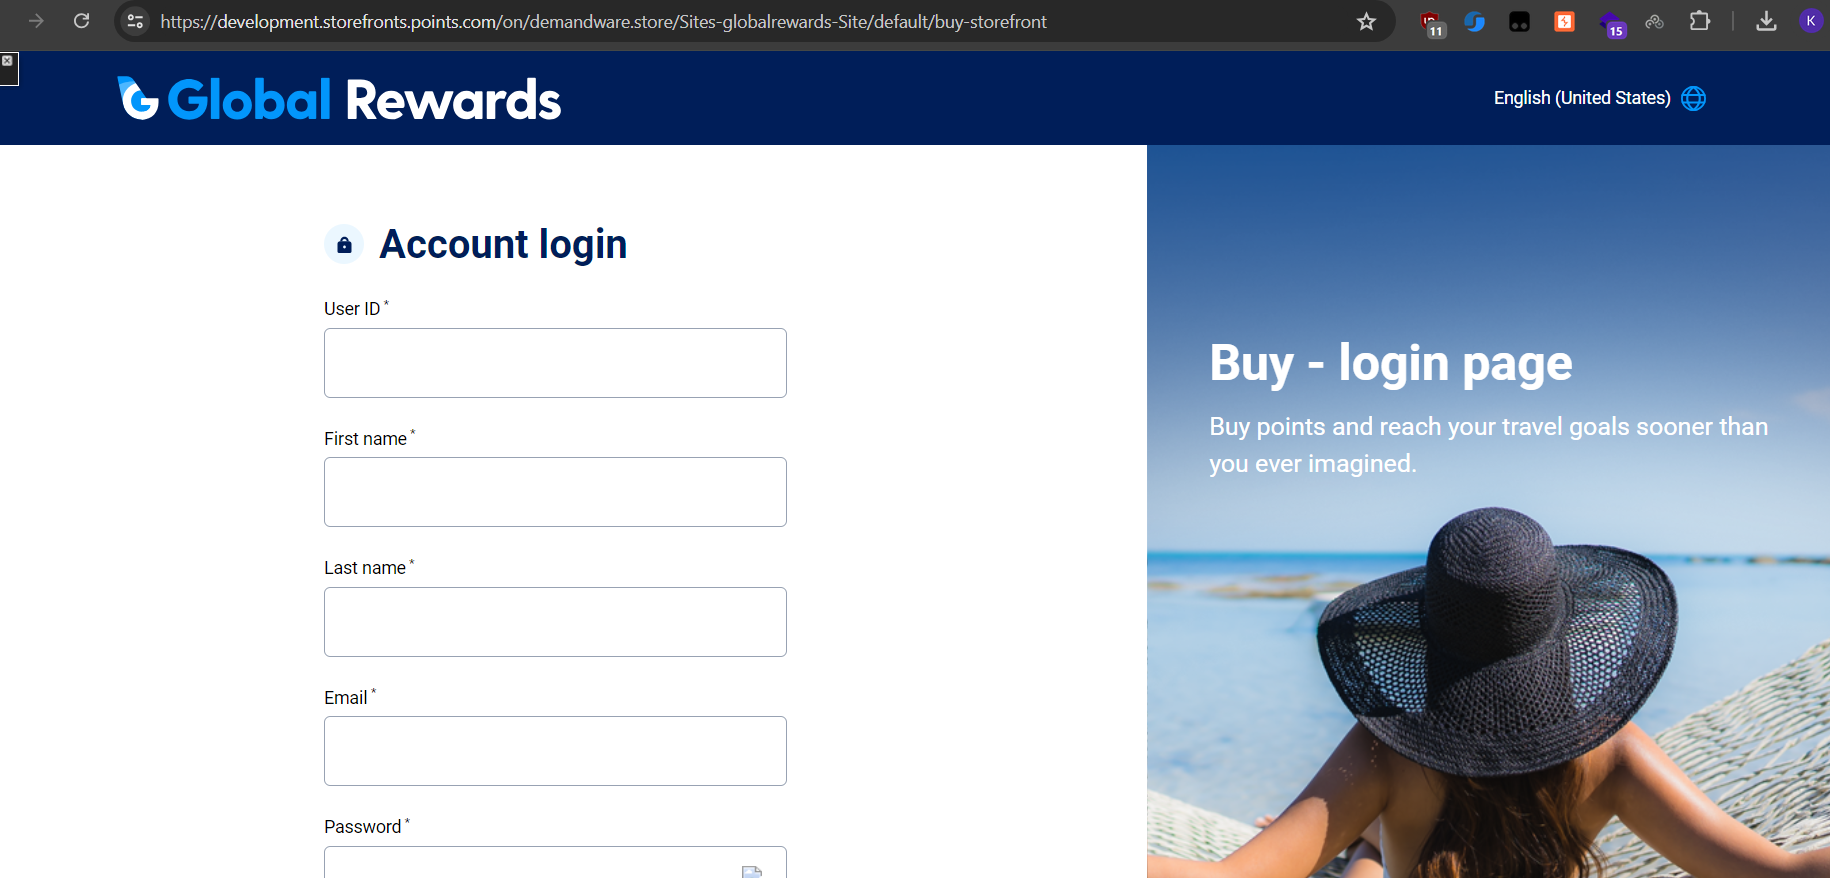 https://development.storefronts.points.com/on/demandware.store/Sites-globalrewards-Site/default/buy-storefront
11
15
K
Global Rewards
English (United States)
Account login
User ID *
First name *
Last name *
Email *
Password *
Buy - login page
Buy points and reach your travel goals sooner than
you ever imagined.